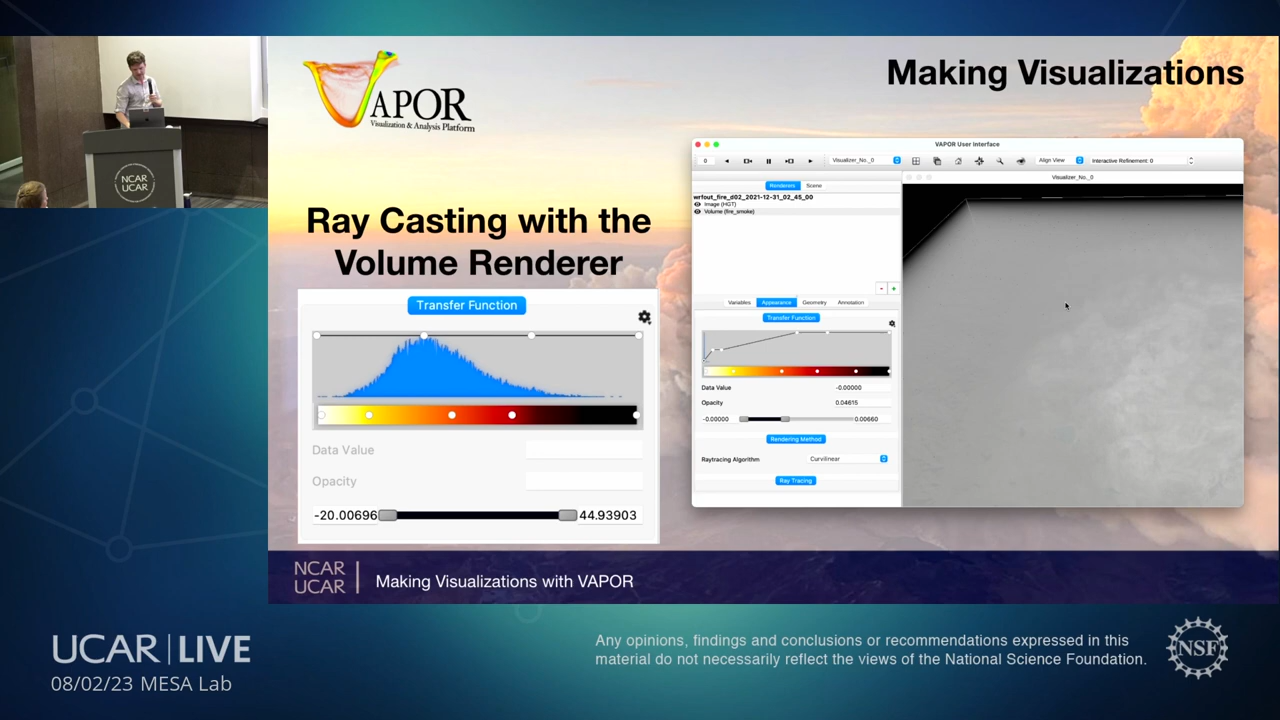 NCAR
UCAR
VAPOR
Visualization & Analysis Platform
Making Visualizations
Ray Casting with the
Volume Renderer
Transfer Function
Data Value
Opacity
-20.00696
44.93903
VAPOR User Interface
0
Visualizer_No._0
Align View
Interactive Refinement: 0
Renderers
Scene
Visualizer_No._0
wrfout_fire_d02_2021-12-31_02_45_00
Image (HGT)
Volume (fire_smoke)
- +
Variables
Appearance
Geometry
Annotation
Transfer Function
Data Value
-0.00000
Opacity
0.04615
-0.00000
0.00660
Rendering Method
Raytracing Algorithm
Curvilinear
Ray Tracing
NCAR
UCAR
Making Visualizations with VAPOR
UCAR | LIVE
08/02/23 MESA Lab
Any opinions, findings and conclusions or recommendations expressed in this
material do not necessarily reflect the views of the National Science Foundation.
NSF